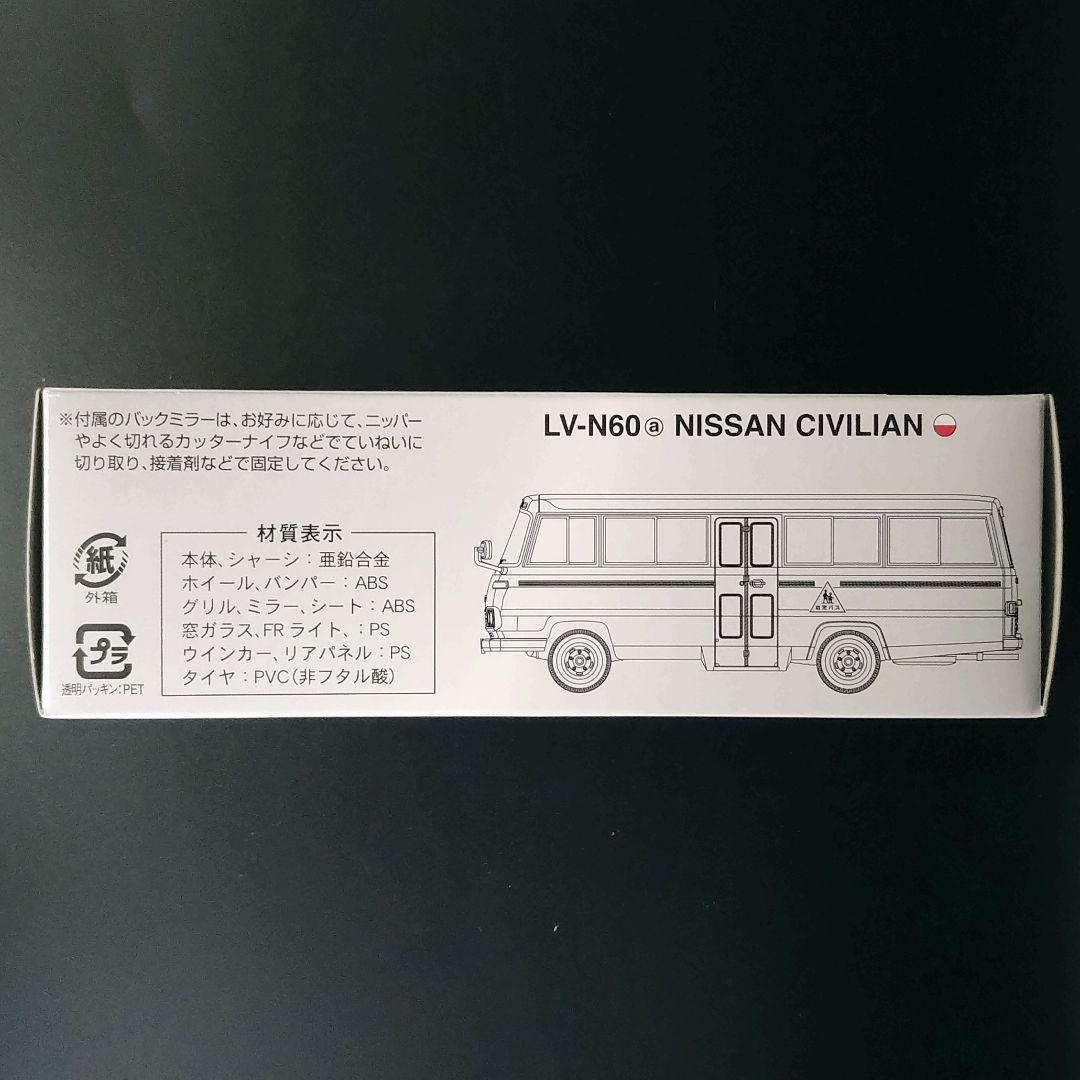 ※付属のバックミラーは、お好みに応じて、ニッパー
やよく切れるカッターナイフなどでていねいに
切り取り、接着剤などで固定してください。
LV-N60ⓐ NISSAN CIVILIAN
材質表示
本体、シャーシ：亜鉛合金
ホイール、バンパー：ABS
グリル、ミラー、シート：ABS
窓ガラス、FRライト、：PS
ウインカー、リアパネル：PS
タイヤ：PVC（非フタル酸）
紙
外箱
プラ
透明パッキン：PET
幼児バス